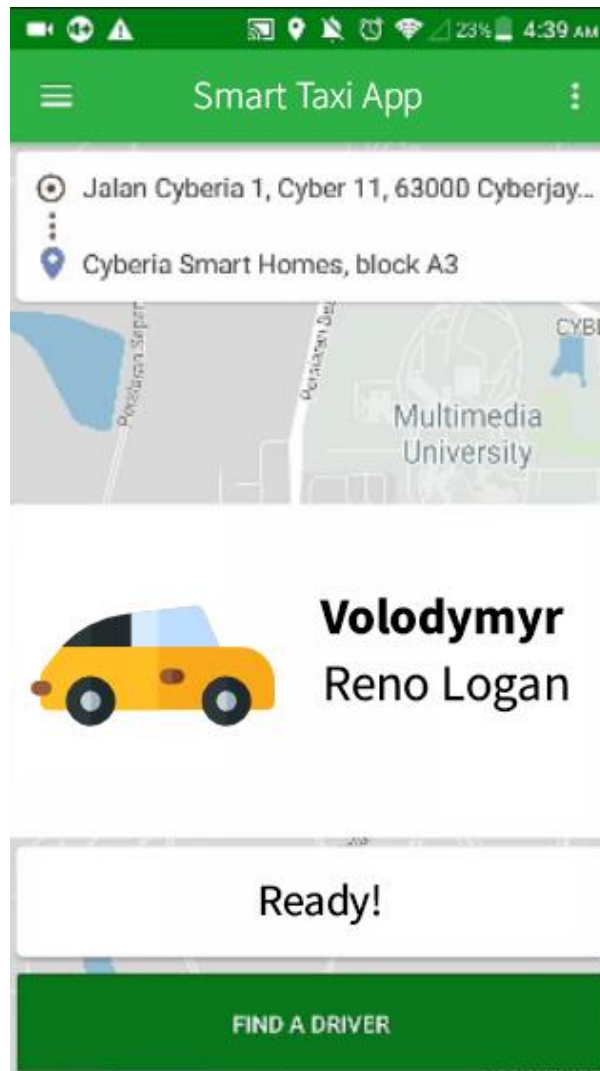 23% 4:39 AM
Smart Taxi App
Jalan Cyberia 1, Cyber 11, 63000 Cyberjay...
Cyberia Smart Homes, block A3
CYBE
Multimedia
University
Volodymyr
Reno Logan
Ready!
FIND A DRIVER